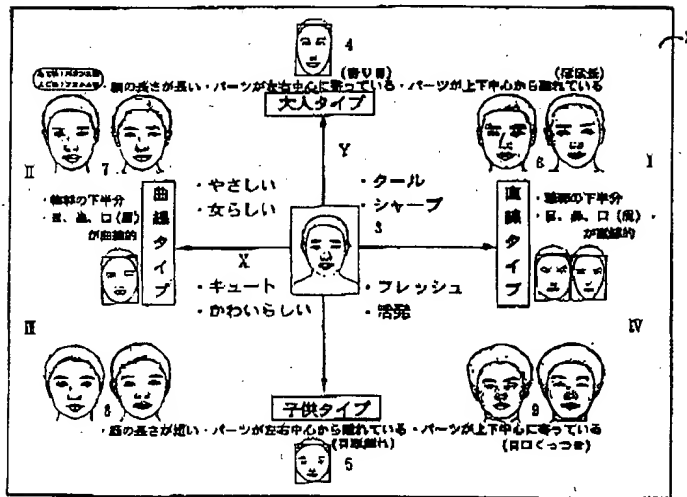 4
(寄り目)
・顔の長さが長い・パーツが左右中心に寄っている・パーツが上下中心から離れている
大人タイプ
II
7
Y
6
I
・やさしい
・女らしい
・クール
・シャープ
曲線タイプ
・輪郭の下半分
・目、鼻、口(唇)
が曲線的
直線タイプ
・輪郭の下半分
・目、鼻、口(唇)
が直線的
3
X
・キュート
・かわいらしい
・フレッシュ
・活発
III
IV
8
子供タイプ
9
・顔の長さが短い・パーツが左右中心から離れている・パーツが上下中心に寄っている
(目が離れ)
(目口くっつき)
5